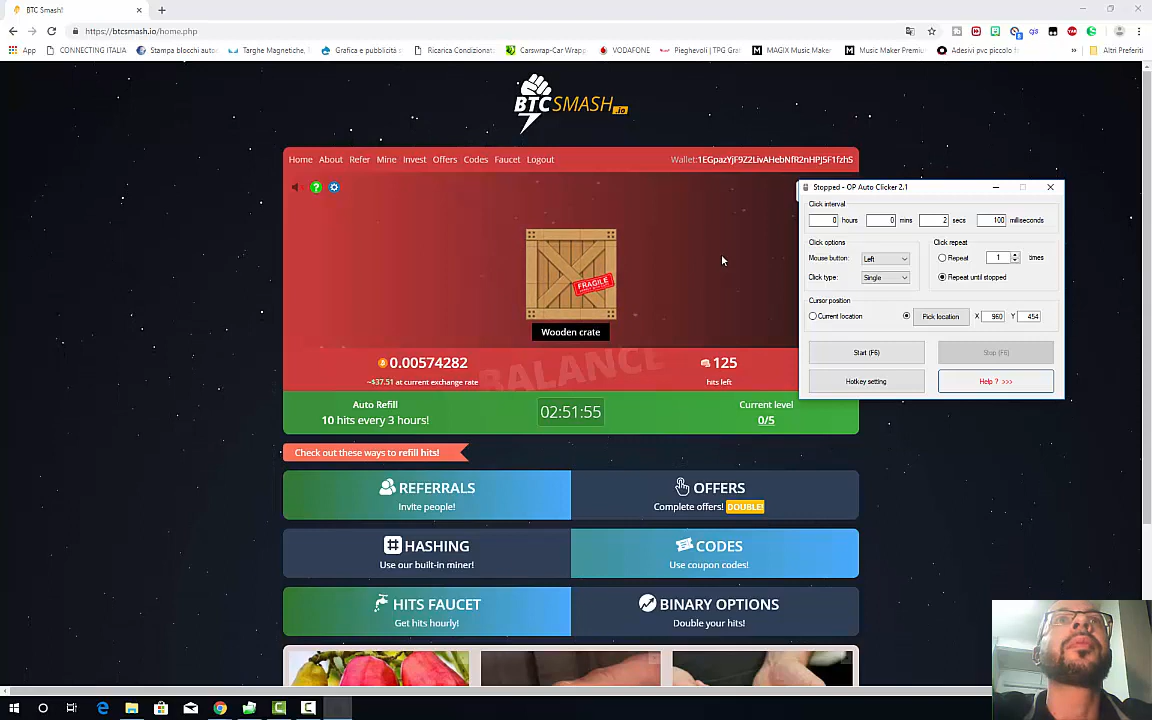 BTC Smash!
https://btcsmash.io/home.php
App
CONNECTING ITALIA
Stampa blocchi auto
Targhe Magnetiche,
Grafica e pubblicità s
Ricarica Condizionat
Carswrap-Car Wrapp
VODAFONE
Pieghevoli | TPG Graf
MAGIX Music Maker
Music Maker Premiu
Adesivi pvc piccolo f
»
Altri Preferiti
BTCSMASH.io
Home About Refer Mine Invest Offers Codes Faucet Logout
Wallet:1EGpazYjF9Z2LivAHebNfR2nHPJ5F1fzhS
?
FRAGILE
Wooden crate
BALANCE
0.00574282
~$37.51 at current exchange rate
125
hits left
Auto Refill
10 hits every 3 hours!
02:51:55
Current level
0/5
Check out these ways to refill hits!
REFERRALS
Invite people!
OFFERS
Complete offers! DOUBLE!
HASHING
Use our built-in miner!
CODES
Use coupon codes!
HITS FAUCET
Get hits hourly!
BINARY OPTIONS
Double your hits!
Stopped - OP Auto Clicker 2.1
Click interval
0 hours 0 mins 2 secs 100 miliseconds
Click options
Mouse button: Left
Click type: Single
Click repeat
Repeat 1 times
Repeat until stopped
Cursor position
Current location
Pick location X 960 Y 454
Start (F6)
Stop (F6)
Hotkey setting
Help ? >>>